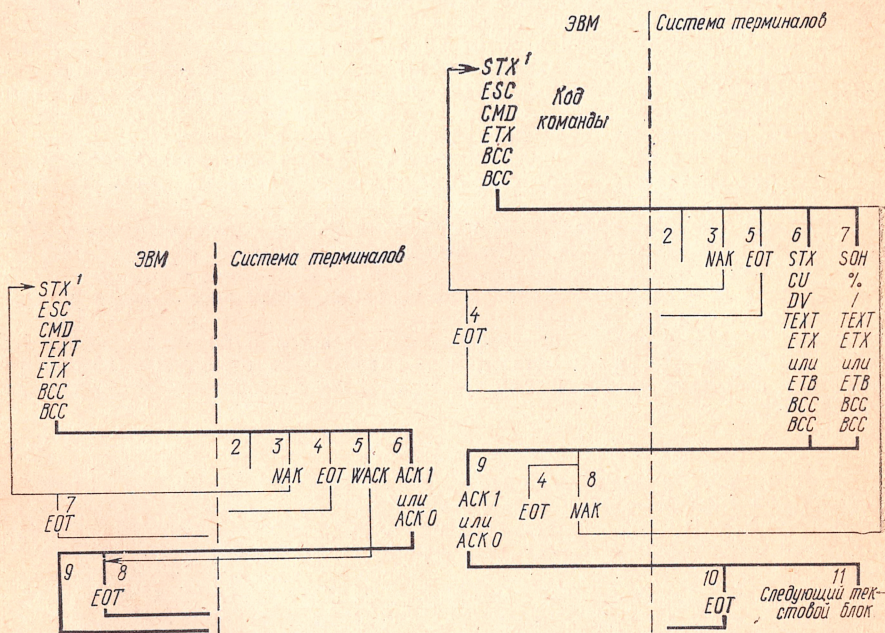 ЭВМ
Система терминалов
STX 1
ESC
CMD
TEXT
ETX
BCC
BCC
2
3
4
5
6
NAK
EOT
WACK
ACK 1
или
ACK 0
7
EOT
9
8
EOT
ЭВМ
Система терминалов
STX 1
ESC
CMD
ETX
BCC
BCC
Код
команды
2
3
5
6
7
NAK
EOT
STX
CU
DV
TEXT
ETX
или
ETB
BCC
BCC
SOH
%
/
TEXT
ETX
или
ETB
BCC
BCC
4
EOT
9
4
8
ACK 1
или
ACK 0
EOT
NAK
10
11
EOT
Следующий тек-
стовой блок